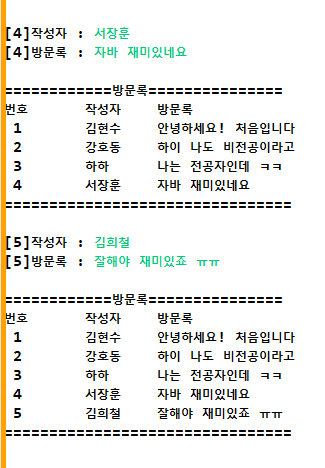 [4]작성자 : 서장훈
[4]방문록 : 자바 재미있네요
============방문록===============
번호 작성자 방문록
1 김현수 안녕하세요! 처음입니다
2 강호동 하이 나도 비전공이라고
3 하하 나는 전공자인데 ㅋㅋ
4 서장훈 자바 재미있네요
================================
[5]작성자 : 김희철
[5]방문록 : 잘해야 재미있죠 ㅠㅠ
============방문록===============
번호 작성자 방문록
1 김현수 안녕하세요! 처음입니다
2 강호동 하이 나도 비전공이라고
3 하하 나는 전공자인데 ㅋㅋ
4 서장훈 자바 재미있네요
5 김희철 잘해야 재미있죠 ㅠㅠ
================================